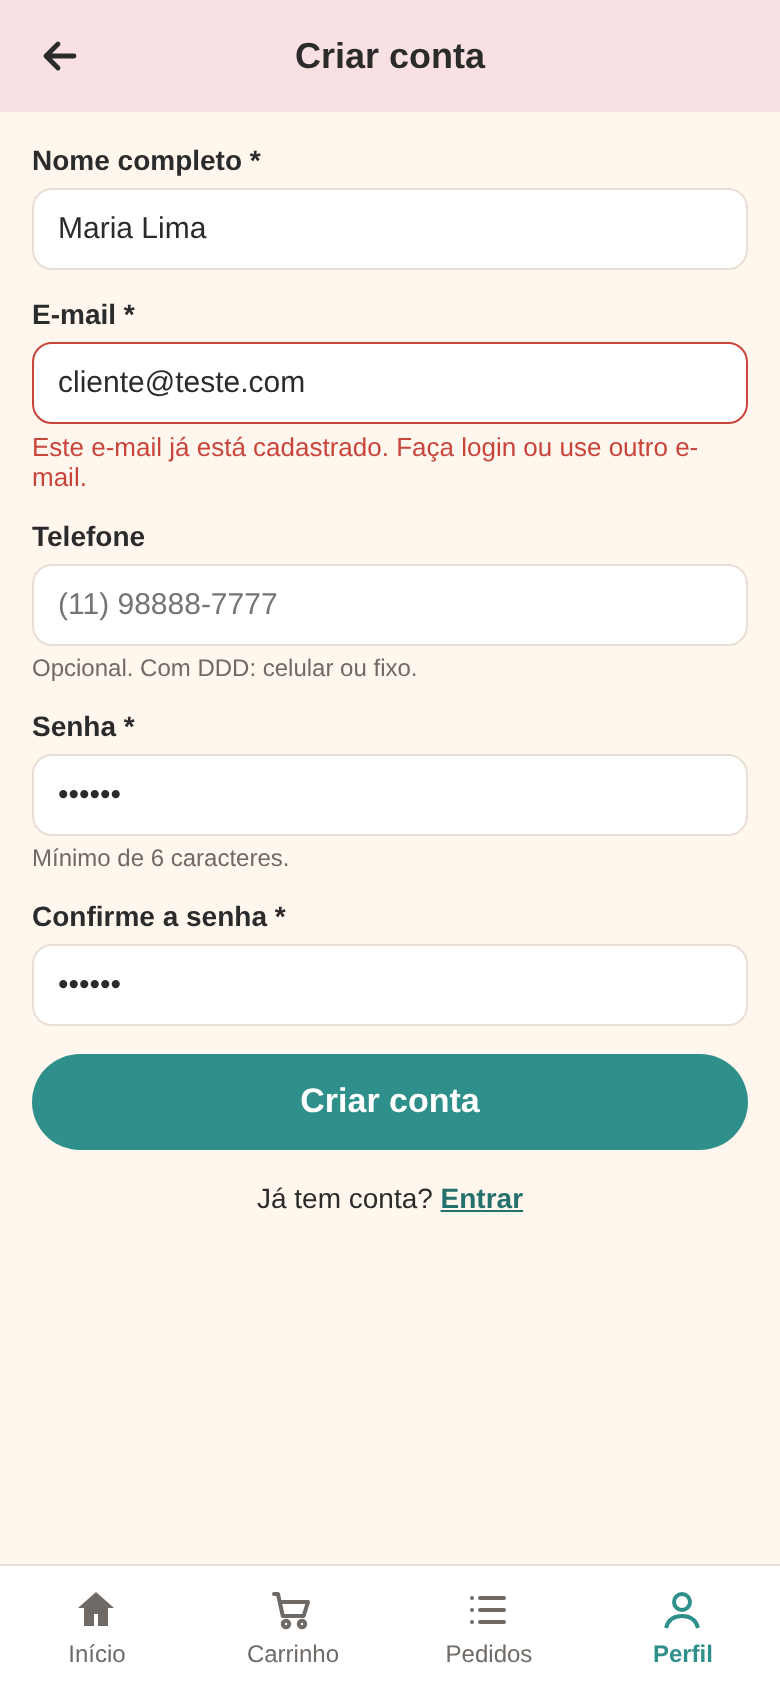 Criar conta
Nome completo *
Maria Lima
E-mail *
cliente@teste.com
Este e-mail já está cadastrado. Faça login ou use outro e-
mail.
Telefone
(11) 98888-7777
Opcional. Com DDD: celular ou fixo.
Senha *
••••••
Mínimo de 6 caracteres.
Confirme a senha *
••••••
Criar conta
Já tem conta? Entrar
Início Carrinho Pedidos Perfil